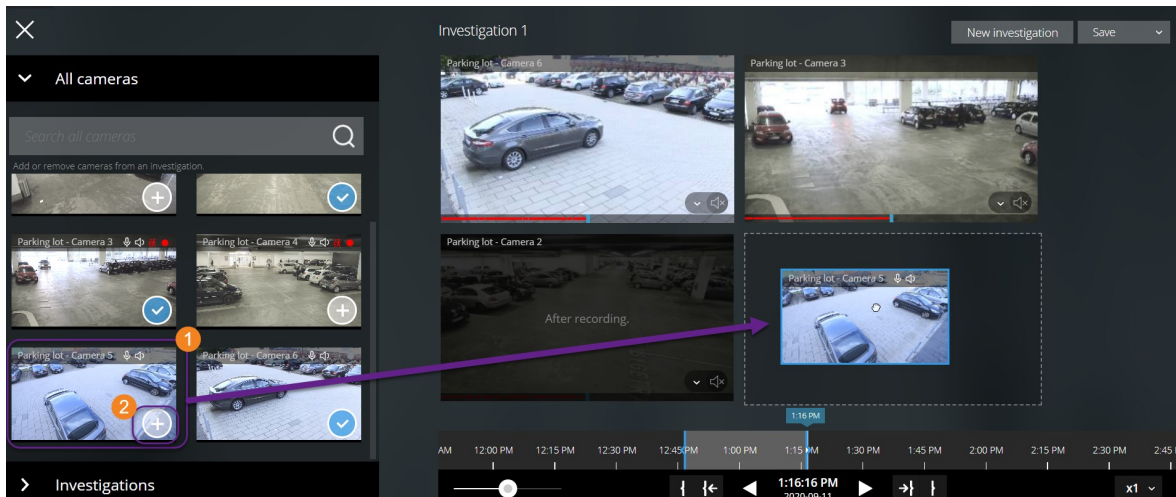 Investigation 1
New investigation
Save
All cameras
Search all cameras
Add or remove cameras from an investigation.
Parking lot - Camera 3
Parking lot - Camera 4
1
Parking lot - Camera 5
Parking lot - Camera 6
2
Investigations
Parking lot - Camera 6
Parking lot - Camera 3
Parking lot - Camera 2
After recording.
Parking lot - Camera 5
1:16 PM
AM 12:00 PM 12:15 PM 12:30 PM 12:45 PM 1:00 PM 1:15 PM 1:30 PM 1:45 PM 2:00 PM 2:15 PM 2:30 PM 2:45
1:16:16 PM
2020-09-11
x1